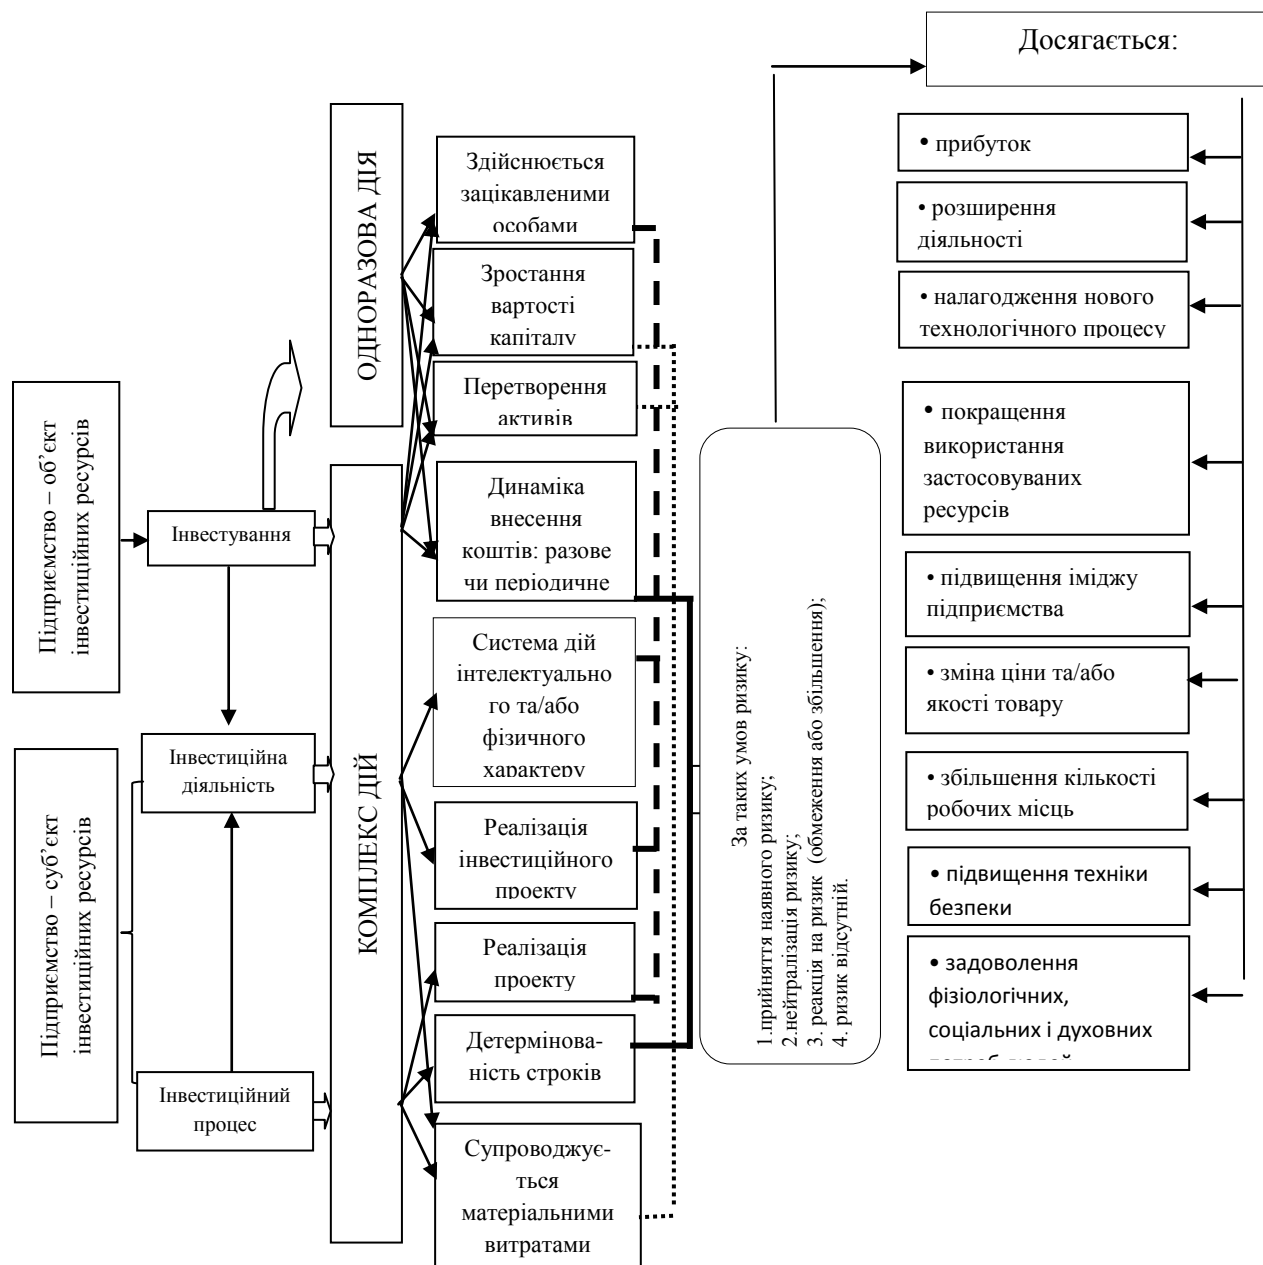 Підприємство – об’єкт
інвестиційних ресурсів
Підприємство – суб’єкт
інвестиційних ресурсів
Інвестування
Інвестиційна
діяльність
Інвестиційний
процес
ОДНОРАЗОВА ДІЯ
КОМПЛЕКС ДІЙ
Здійснюється
зацікавленими
особами
Зростання
вартості
капіталу
Перетворення
активів
Динаміка
внесення
коштів: разове
чи періодичне
Система дій
інтелектуально
го та/або
фізичного
характеру
Реалізація
інвестиційного
проекту
Реалізація
проекту
Детермінова-
ність строків
Супроводжує-
ться
матеріальними
витратами
За таких умов ризику:
1.прийняття наявного ризику;
2.нейтралізація ризику;
3. реакція на ризик (обмеження або збільшення);
4. ризик відсутній.
Досягається:
• прибуток
• розширення
діяльності
• налагодження нового
технологічного процесу
• покращення
використання
застосовуваних
ресурсів
• підвищення іміджу
підприємства
• зміна ціни та/або
якості товару
• збільшення кількості
робочих місць
• підвищення техніки
безпеки
• задоволення
фізіологічних,
соціальних і духовних